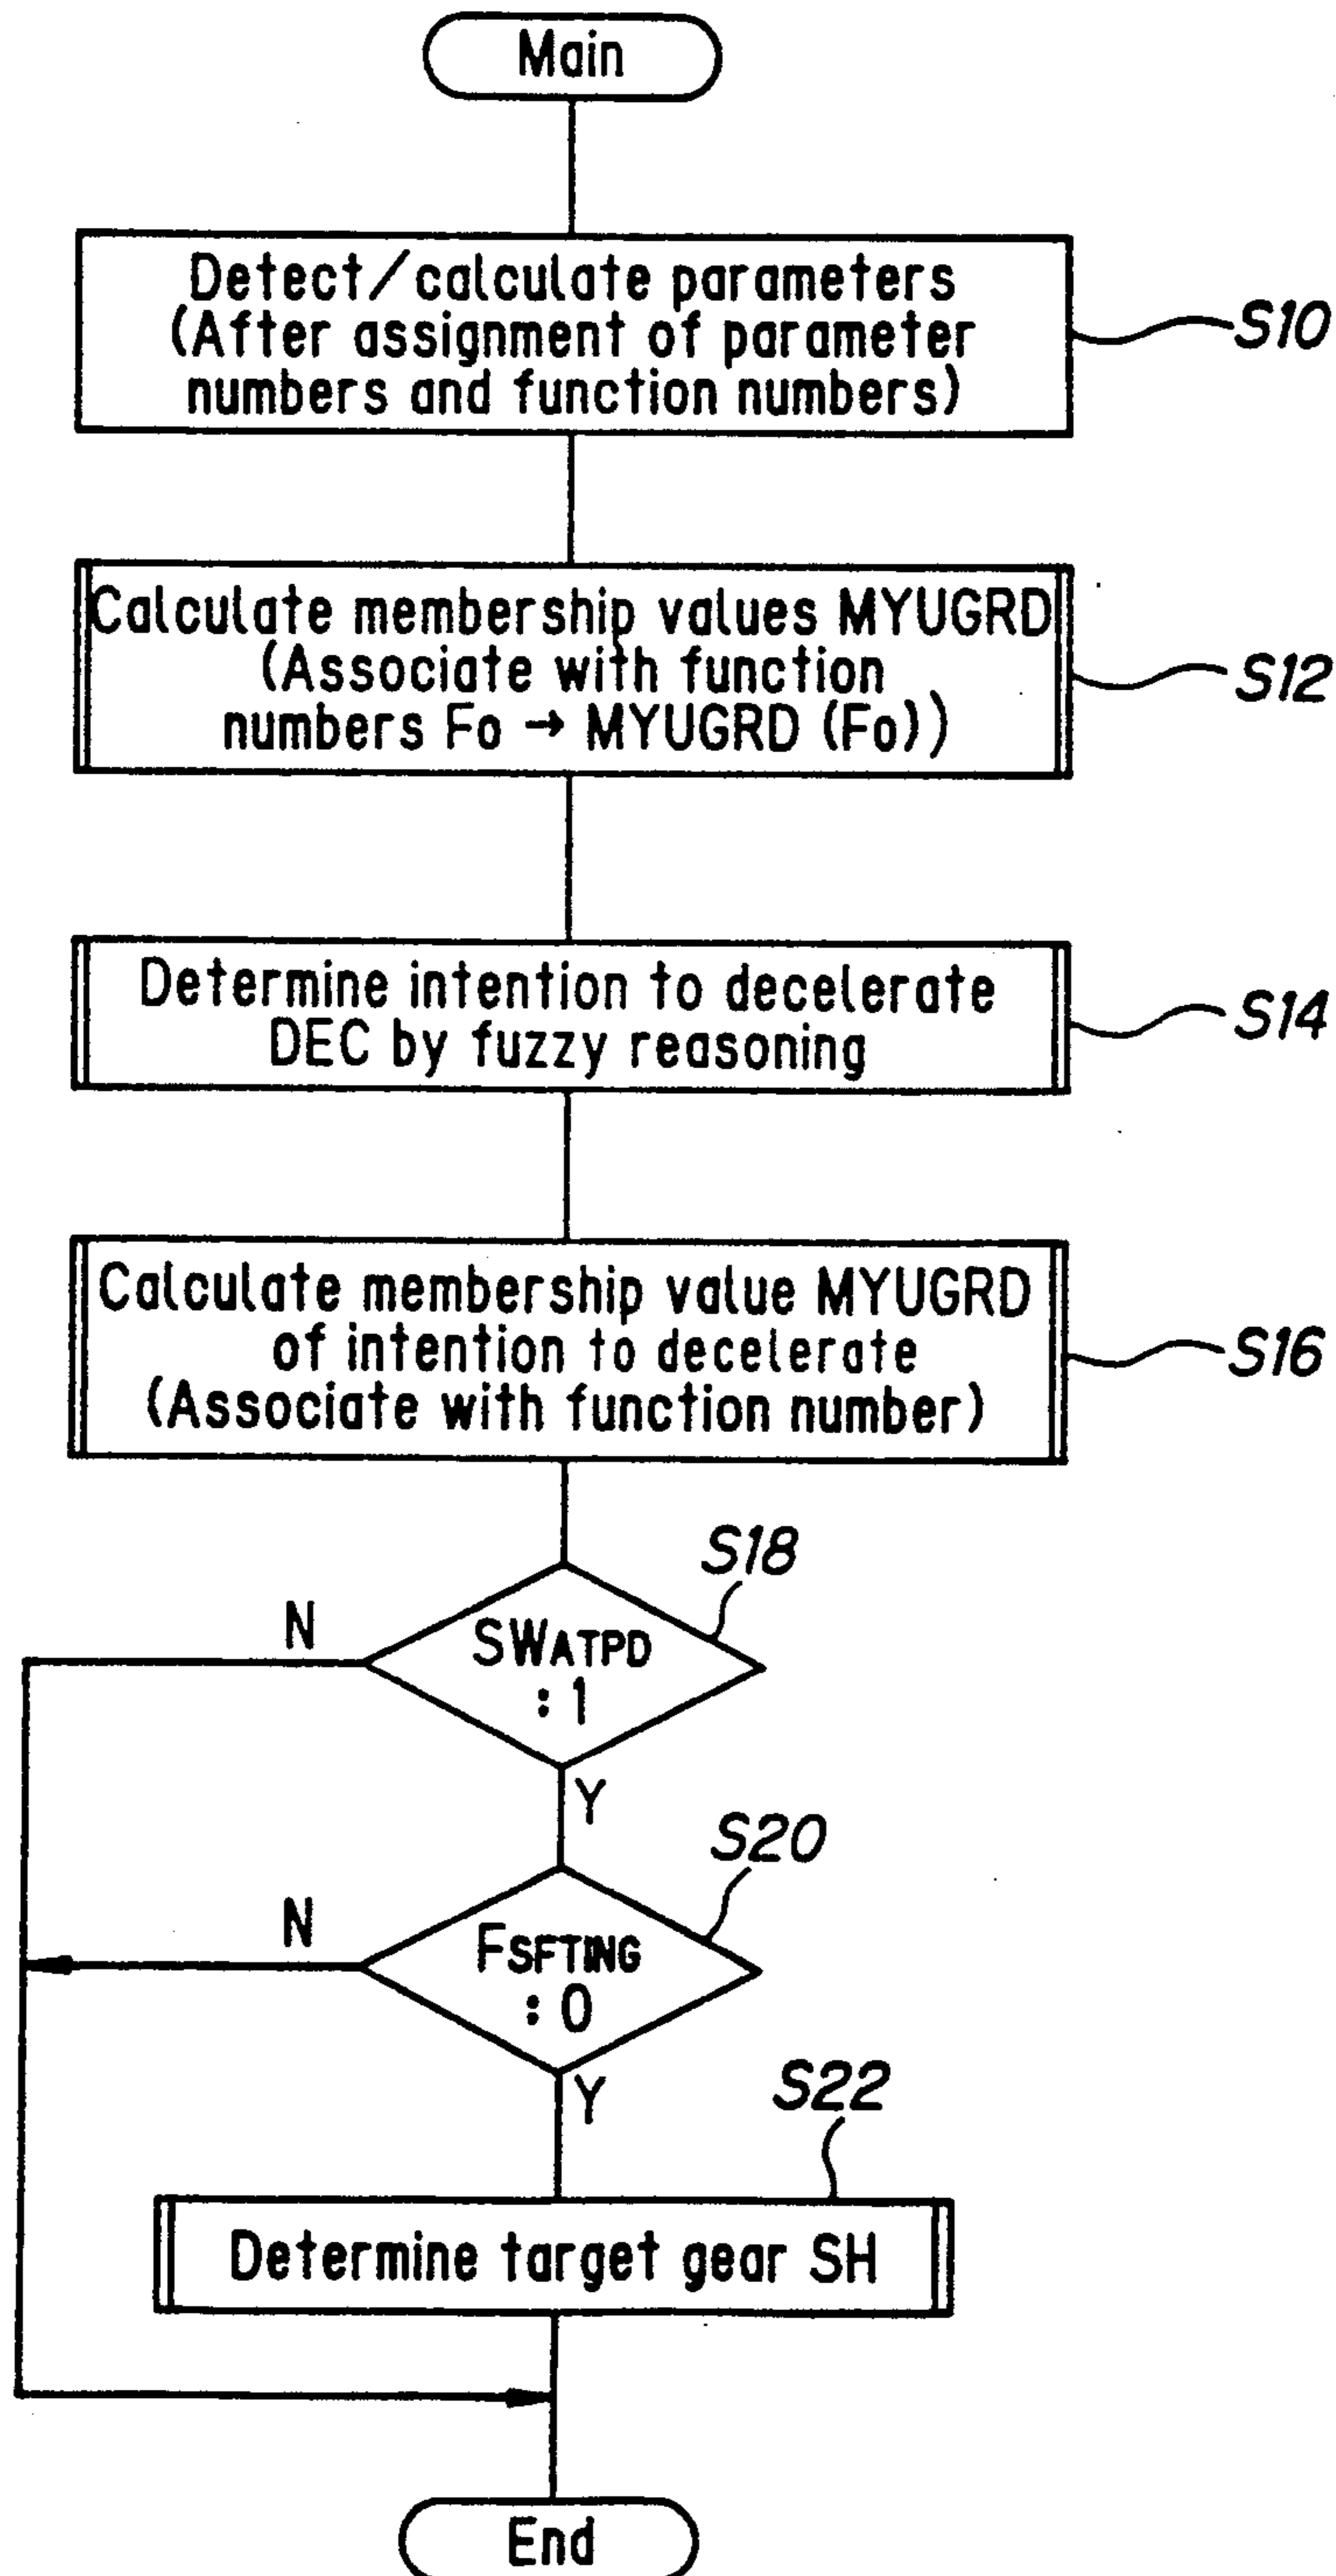 Main
Detect/calculate parameters
(After assignment of parameter
numbers and function numbers)
S10
Calculate membership values MYUGRD
(Associate with function
numbers Fo → MYUGRD (Fo))
S12
Determine intention to decelerate
DEC by fuzzy reasoning
S14
Calculate membership value MYUGRD
of intention to decelerate
(Associate with function number)
S16
S18
N
SWATPD
: 1
Y
S20
N
FSFTING
: 0
Y
S22
Determine target gear SH
End